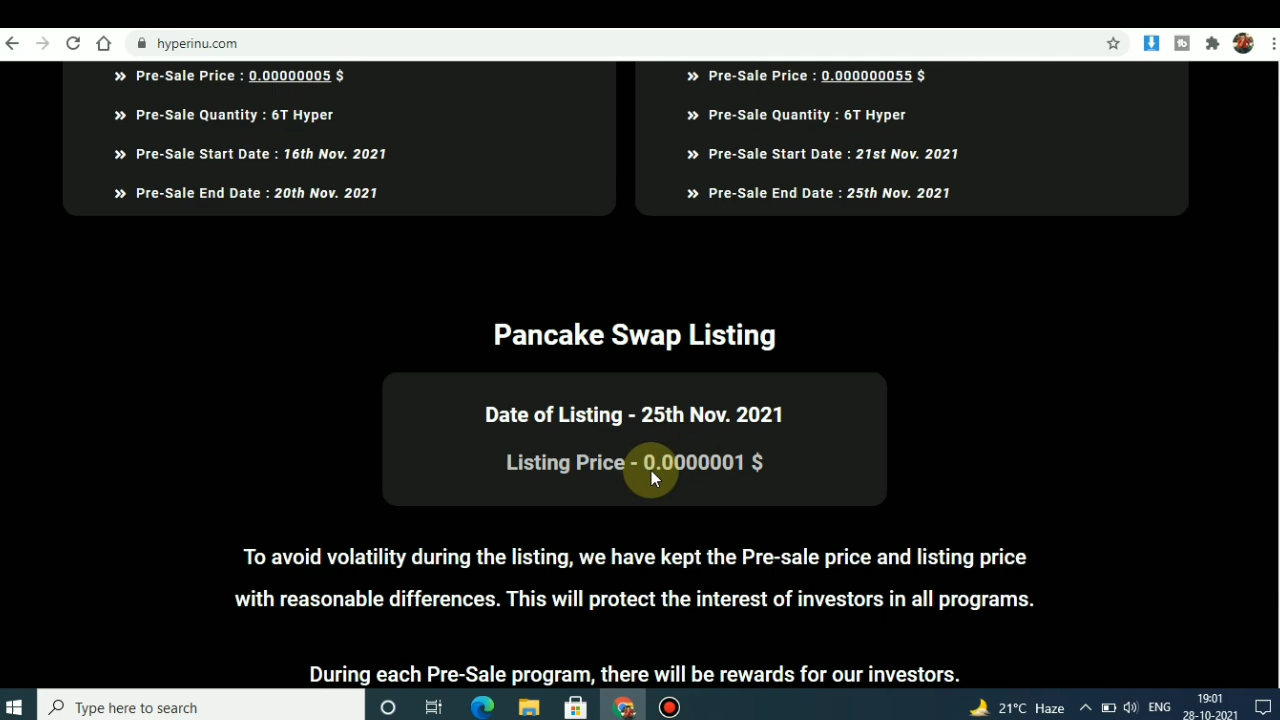 hyperinu.com
Pre-Sale Price : 0.00000005 $
Pre-Sale Quantity : 6T Hyper
Pre-Sale Start Date : 16th Nov. 2021
Pre-Sale End Date : 20th Nov. 2021
Pre-Sale Price : 0.000000055 $
Pre-Sale Quantity : 6T Hyper
Pre-Sale Start Date : 21st Nov. 2021
Pre-Sale End Date : 25th Nov. 2021
Pancake Swap Listing
Date of Listing - 25th Nov. 2021
Listing Price - 0.0000001 $
To avoid volatility during the listing, we have kept the Pre-sale price and listing price
with reasonable differences. This will protect the interest of investors in all programs.
During each Pre-Sale program, there will be rewards for our investors.
Type here to search
21°C Haze
ENG
19:01
28-10-2021